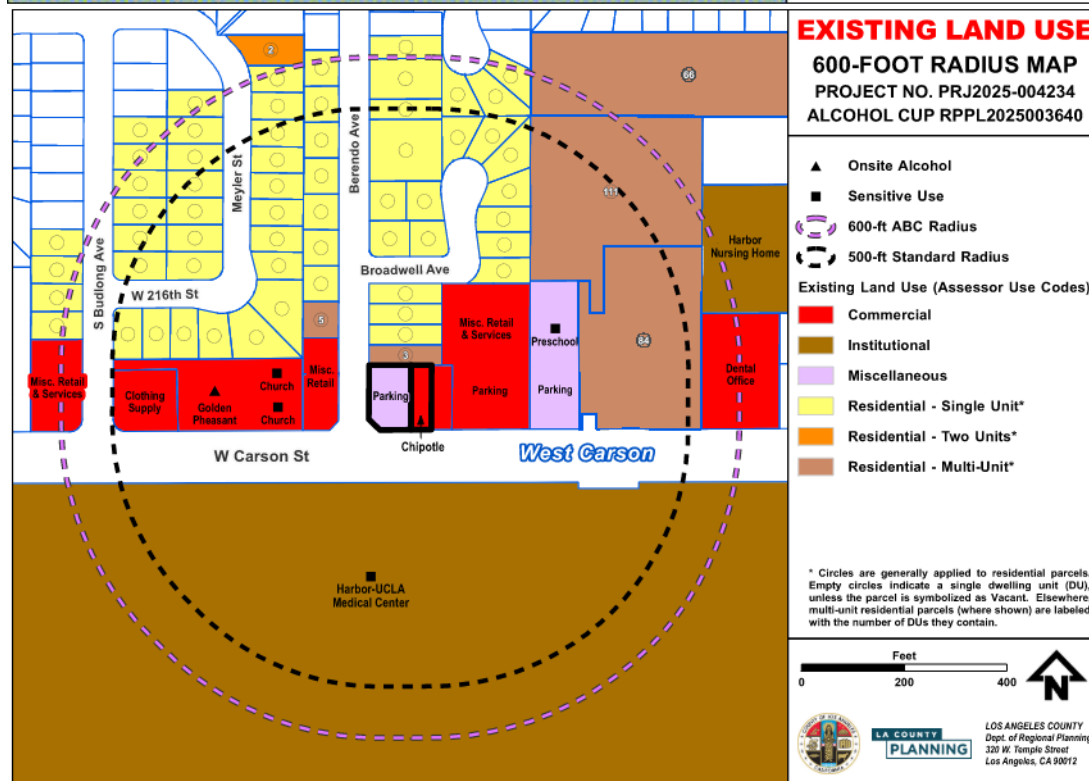 EXISTING LAND USE
600-FOOT RADIUS MAP
PROJECT NO. PRJ2025-004234
ALCOHOL CUP RPPL2025003640
Onsite Alcohol
Sensitive Use
600-ft ABC Radius
500-ft Standard Radius
Existing Land Use (Assessor Use Codes)
Commercial
Institutional
Miscellaneous
Residential - Single Unit*
Residential - Two Units*
Residential - Multi-Unit*
* Circles are generally applied to residential parcels.
Empty circles indicate a single dwelling unit (DU),
unless the parcel is symbolized as Vacant. Elsewhere,
multi-unit residential parcels (where shown) are labeled
with the number of DUs they contain.
Feet
0 200 400
N
COUNTY OF LOS ANGELES
CALIFORNIA
LA COUNTY
PLANNING
LOS ANGELES COUNTY
Dept. of Regional Planning
320 W. Temple Street
Los Angeles, CA 90012
2
66
Meyler St
Berendo Ave
111
S Budlong Ave
Harbor
Nursing Home
Broadwell Ave
W 216th St
5
Misc. Retail
& Services
Preschool
84
3
Misc. Retail
& Services
Clothing
Supply
Golden
Pheasant
Church
Church
Misc.
Retail
Parking
Parking
Parking
Dental
Office
Chipotle
W Carson St
West Carson
Harbor-UCLA
Medical Center